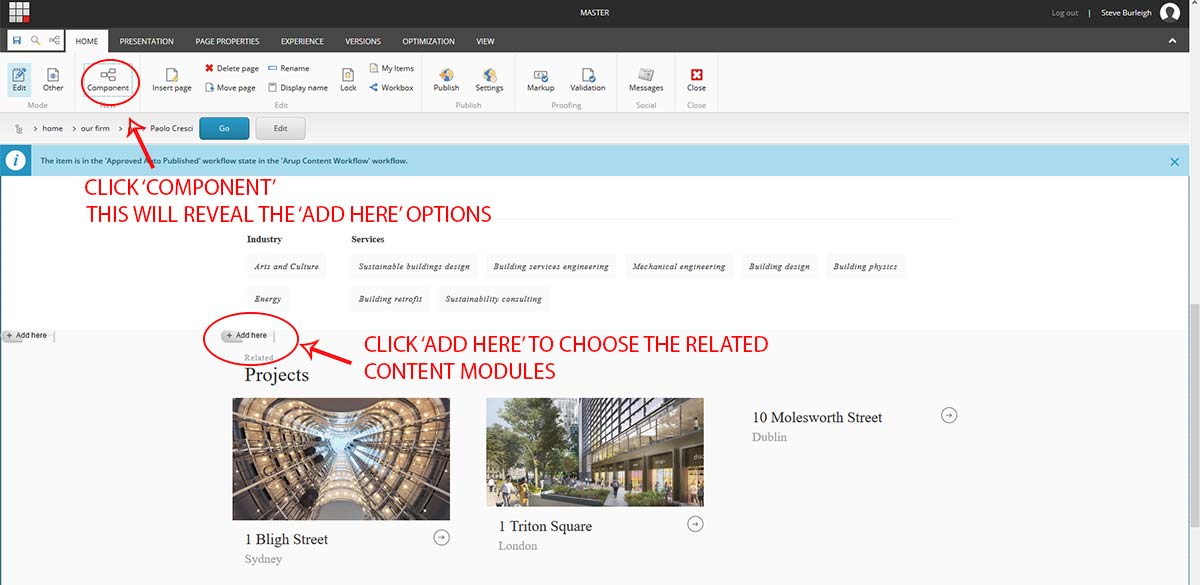 MASTER
Log out | Steve Burleigh
HOME PRESENTATION PAGE PROPERTIES EXPERIENCE VERSIONS OPTIMIZATION VIEW
Edit Other Component Insert page Delete page Rename Lock My Items Publish Settings Markup Validation Messages Close
Move page Display name Workbox
Mode New Edit Publish Proofing Social Close
home our firm Paolo Cresci Go Edit
The item is in the 'Approved Auto Published' workflow state in the 'Arup Content Workflow' workflow.
CLICK ‘COMPONENT’
THIS WILL REVEAL THE ‘ADD HERE’ OPTIONS
Industry Services
Arts and Culture Sustainable buildings design Building services engineering Mechanical engineering Building design Building physics
Energy Building retrofit Sustainability consulting
+ Add here + Add here
CLICK ‘ADD HERE’ TO CHOOSE THE RELATED
CONTENT MODULES
Related
Projects
10 Molesworth Street
Dublin
1 Triton Square
London
1 Bligh Street
Sydney